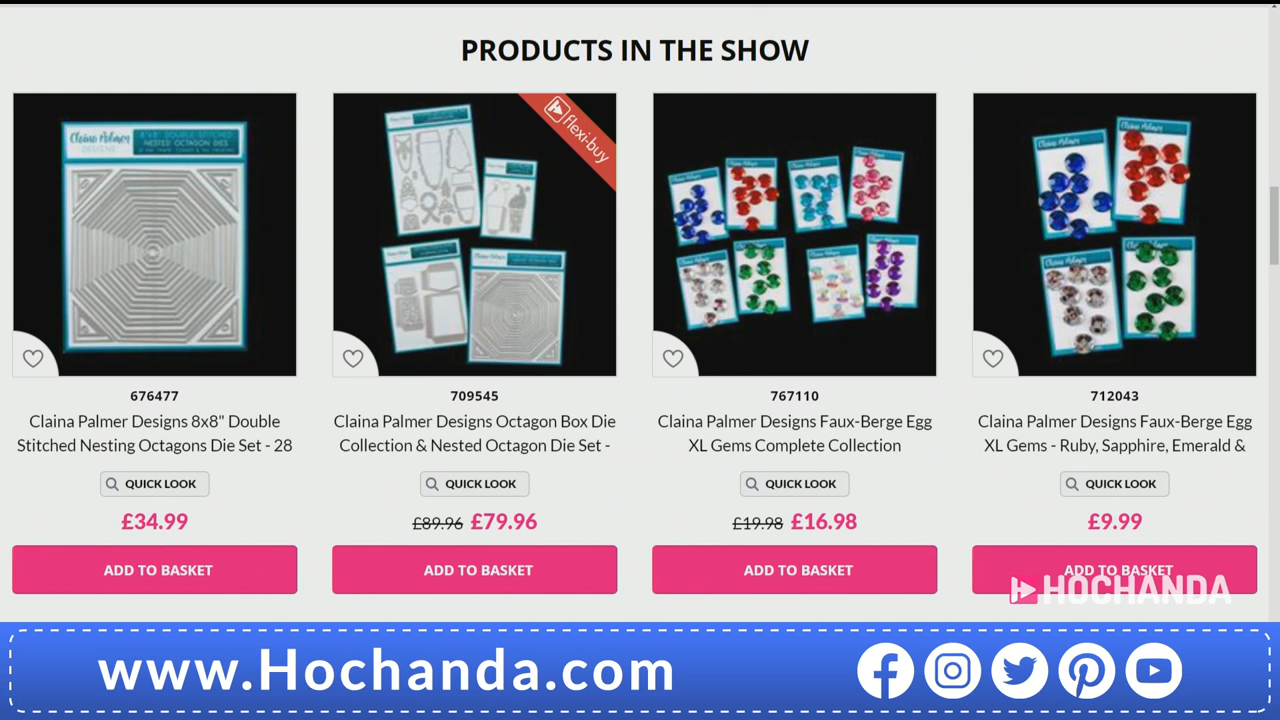 PRODUCTS IN THE SHOW
Claina Palmer
DESIGNS
8"x8" DOUBLE STITCHED
NESTED OCTAGON DIES
flexi-buy
676477
Claina Palmer Designs 8x8" Double
Stitched Nesting Octagons Die Set - 28
QUICK LOOK
£34.99
ADD TO BASKET
709545
Claina Palmer Designs Octagon Box Die
Collection & Nested Octagon Die Set -
QUICK LOOK
£89.96 £79.96
ADD TO BASKET
767110
Claina Palmer Designs Faux-Berge Egg
XL Gems Complete Collection
QUICK LOOK
£19.98 £16.98
ADD TO BASKET
712043
Claina Palmer Designs Faux-Berge Egg
XL Gems - Ruby, Sapphire, Emerald &
QUICK LOOK
£9.99
ADD TO BASKET
HOCHANDA
www.Hochanda.com